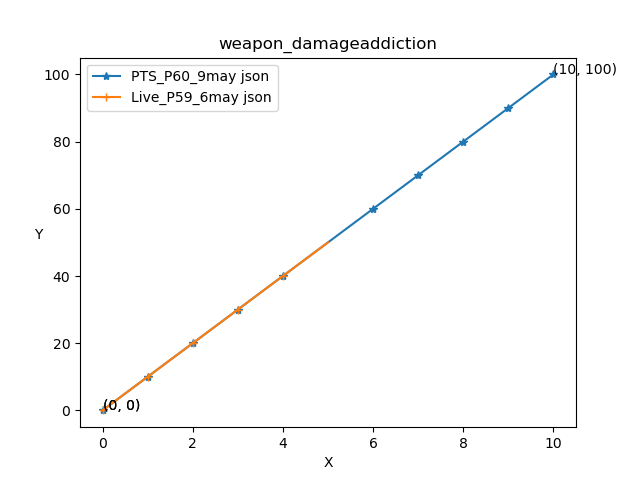 weapon_damageaddiction
PTS_P60_9may json
Live_P59_6may json
(10, 100)
(0, 0)
Y
100
80
60
40
20
0
0 2 4 6 8 10
X